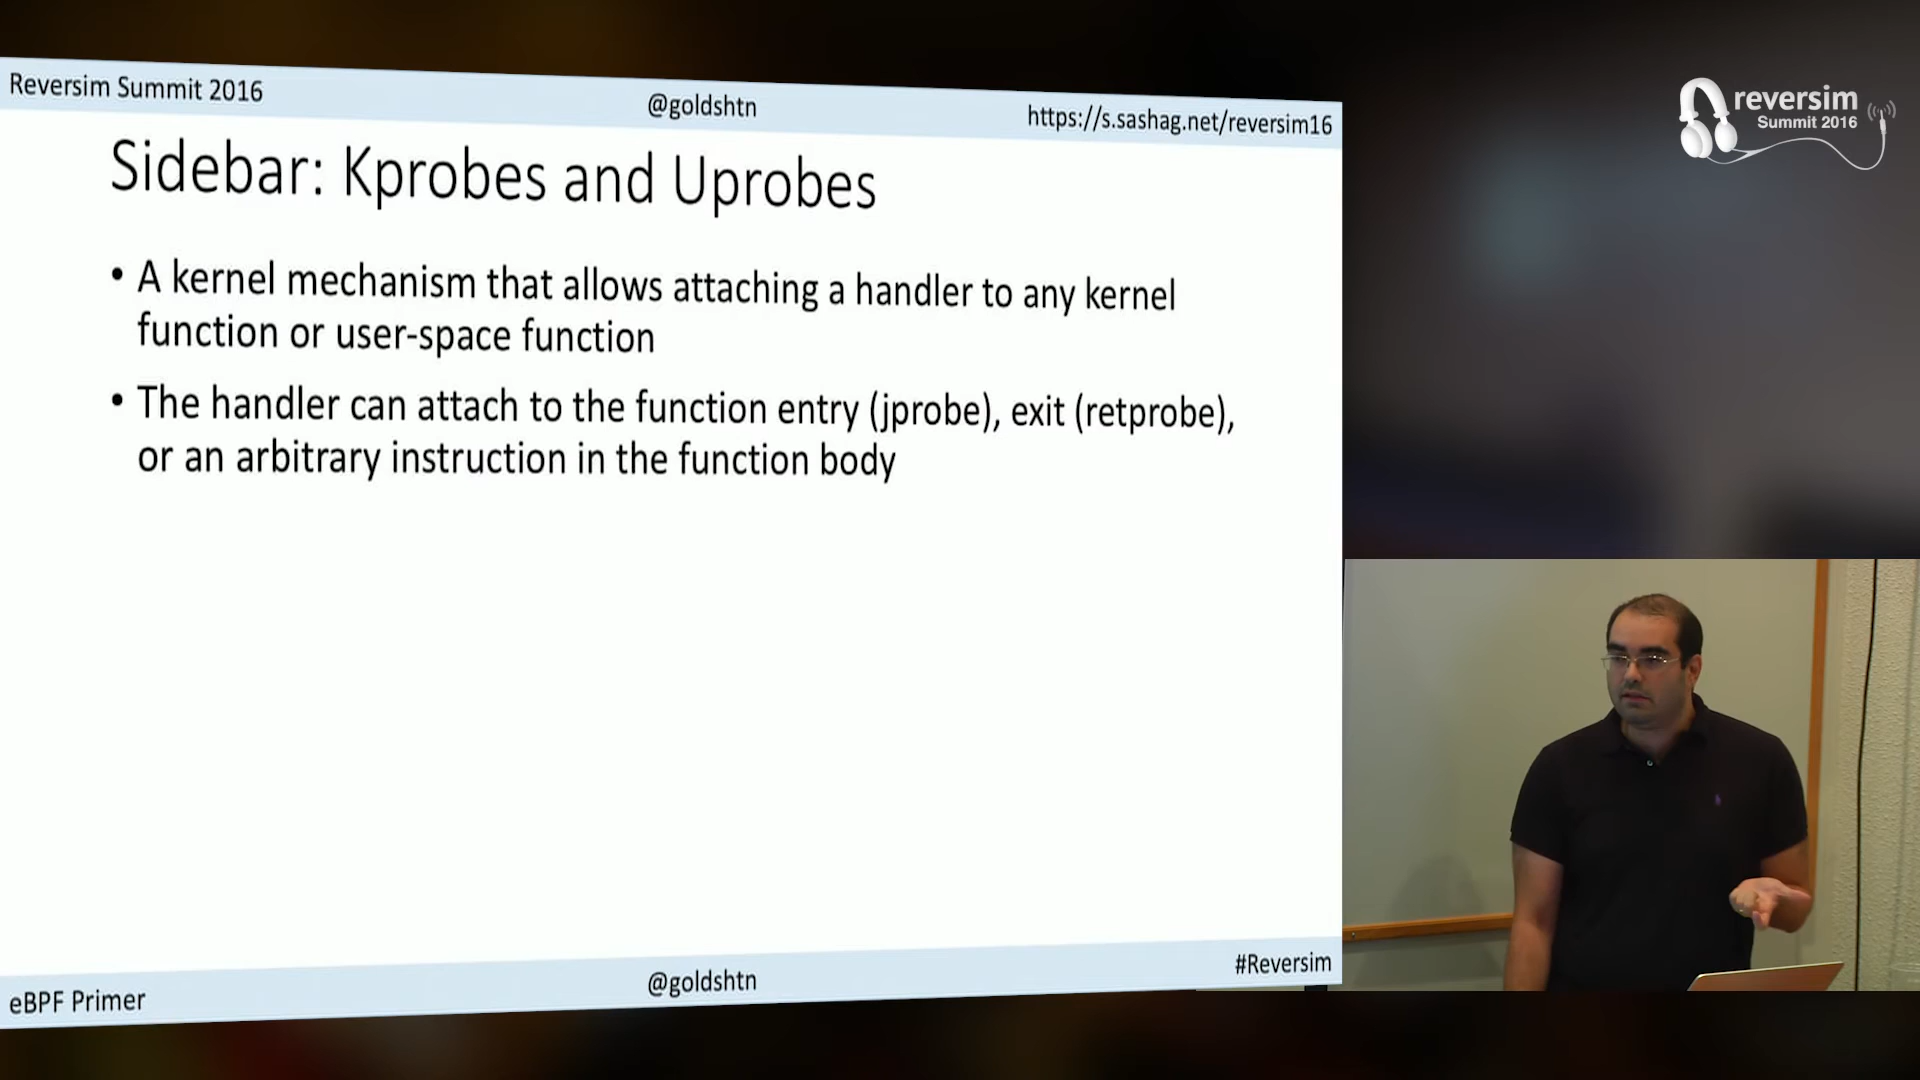 Reversim Summit 2016
@goldshtn
https://s.sashag.net/reversim16
reversim
Summit 2016
Sidebar: Kprobes and Uprobes
• A kernel mechanism that allows attaching a handler to any kernel
function or user-space function
• The handler can attach to the function entry (jprobe), exit (retprobe),
or an arbitrary instruction in the function body
eBPF Primer
@goldshtn
#Reversim